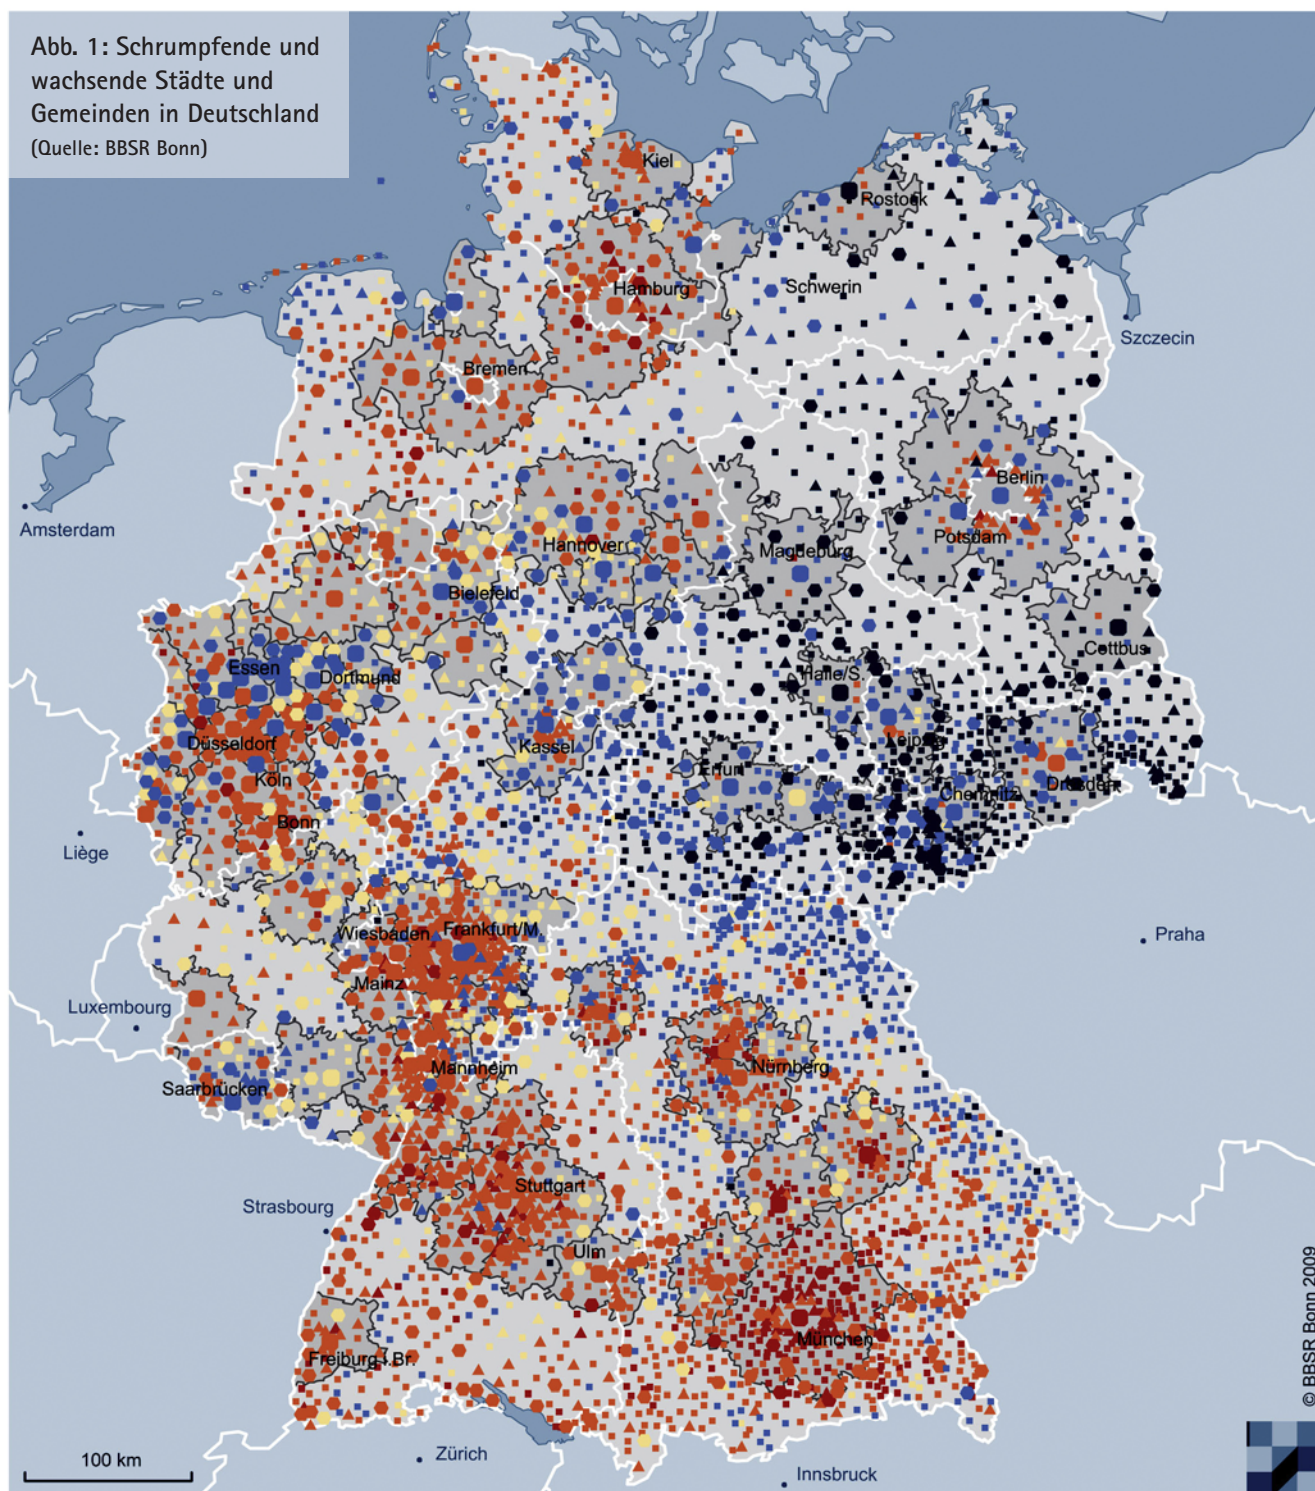 Abb. 1: Schrumpfende und
wachsende Städte und
Gemeinden in Deutschland
(Quelle: BBSR Bonn)
Kiel
Rostock
Hamburg
Schwerin
Szczecin
Bremen
Berlin
Amsterdam
Potsdam
Hannover
Magdeburg
Bielefeld
Cottbus
Essen
Dortmund
Halle/S.
Düsseldorf
Kassel
Leipzig
Köln
Erfurt
Dresden
Chemnitz
Bonn
Liège
Wiesbaden
Frankfurt/M.
Praha
Mainz
Luxembourg
Mannheim
Nürnberg
Saarbrücken
Stuttgart
Strasbourg
Ulm
München
Freiburg i.Br.
Zürich
100 km
Innsbruck
© BBSR Bonn 2009